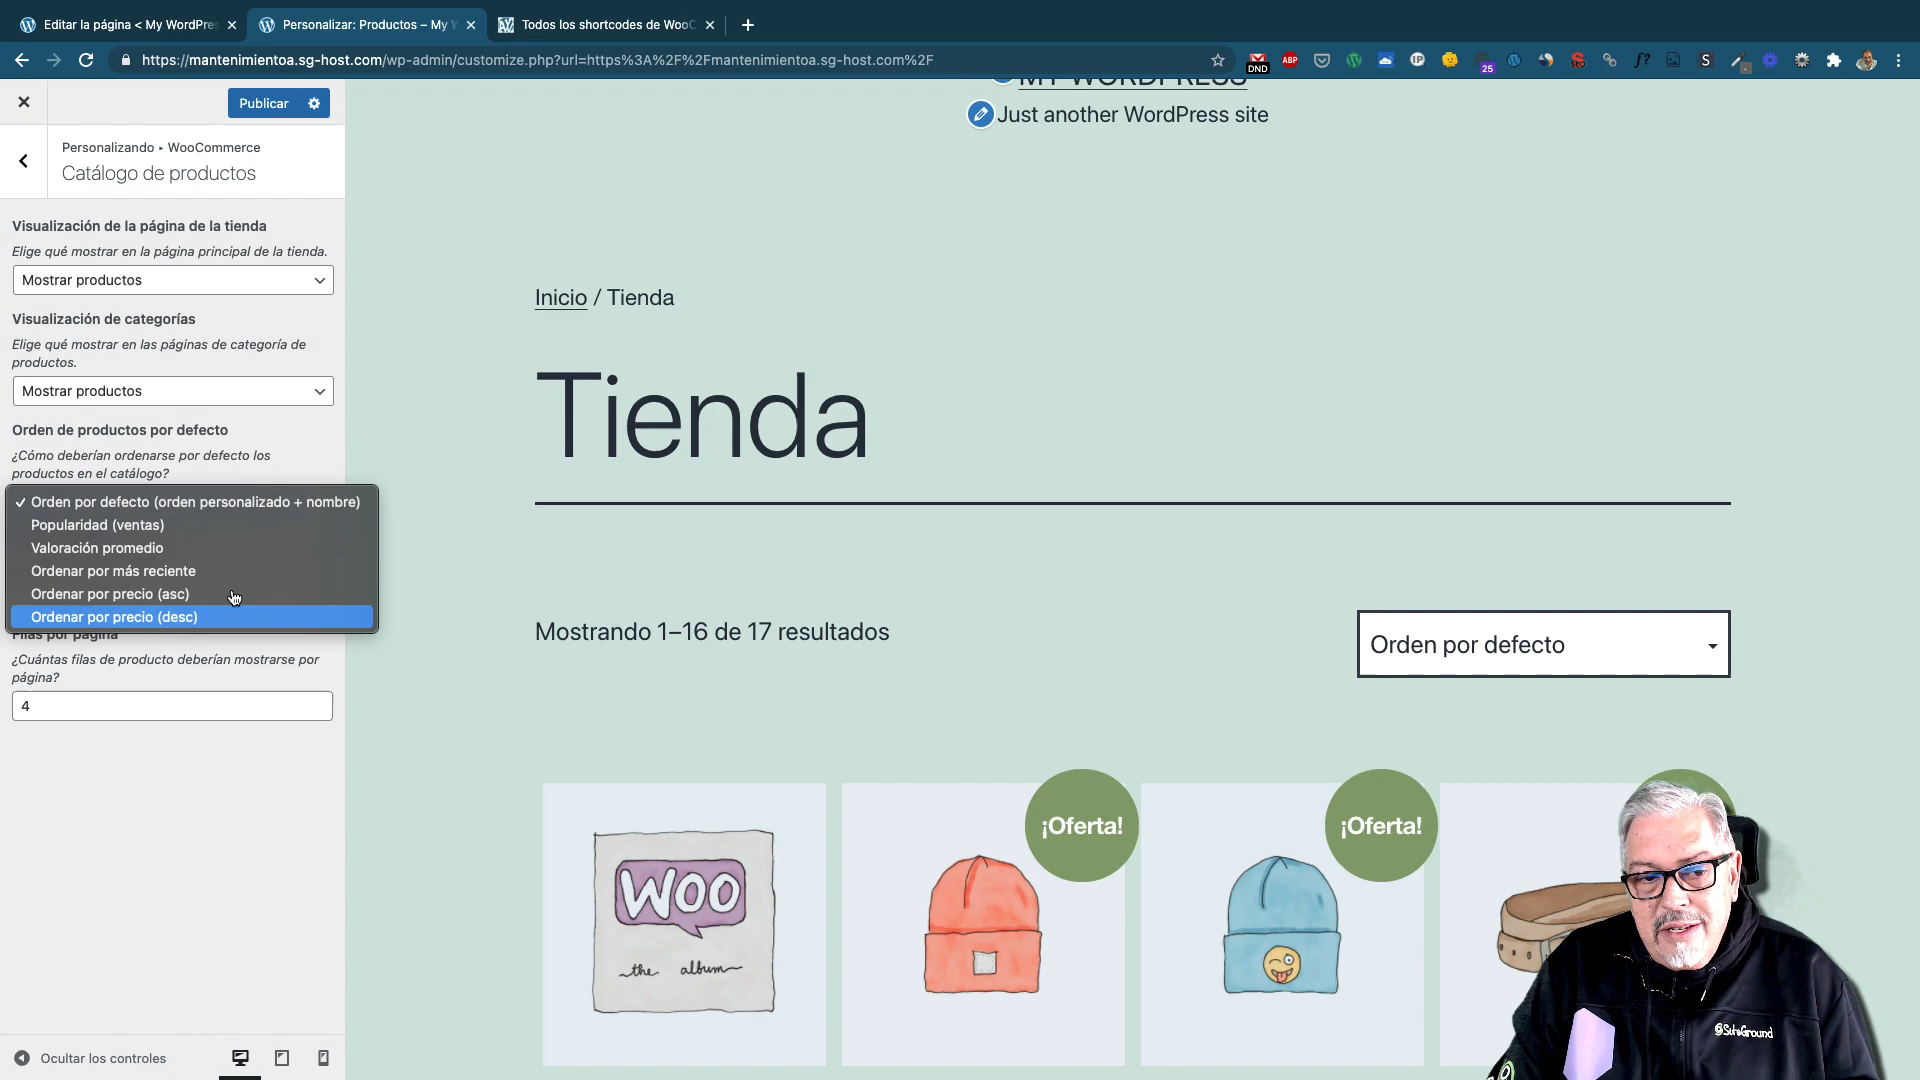 Editar la página < My WordPre
Personalizar: Productos – My W
Todos los shortcodes de WooC
https://mantenimientoa.sg-host.com/wp-admin/customize.php?url=https%3A%2F%2Fmantenimientoa.sg-host.com%2F
DND
ABP
IP
25
SEO
f?
S
Publicar
Personalizando ▸ WooCommerce
Catálogo de productos
Visualización de la página de la tienda
Elige qué mostrar en la página principal de la tienda.
Mostrar productos
Visualización de categorías
Elige qué mostrar en las páginas de categoría de
productos.
Mostrar productos
Orden de productos por defecto
¿Cómo deberían ordenarse por defecto los
productos en el catálogo?
✓ Orden por defecto (orden personalizado + nombre)
Popularidad (ventas)
Valoración promedio
Ordenar por más reciente
Ordenar por precio (asc)
Ordenar por precio (desc)
Filas por página
¿Cuántas filas de producto deberían mostrarse por
página?
4
Ocultar los controles
MY WORDPRESS
Just another WordPress site
Inicio / Tienda
Tienda
Mostrando 1–16 de 17 resultados
Orden por defecto
¡Oferta!
¡Oferta!
WOO
the album
SiteGround